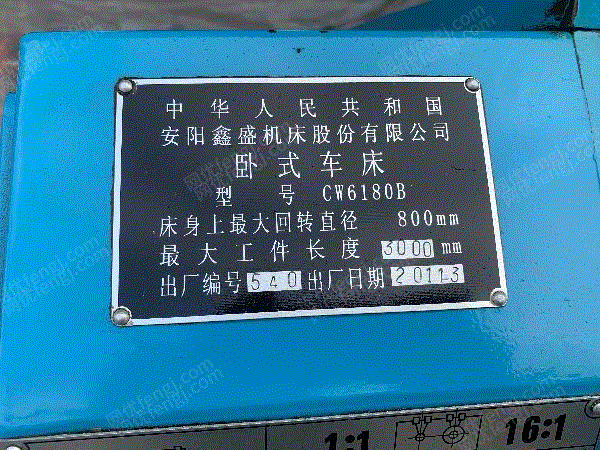 中华人民共和国
安阳鑫盛机床股份有限公司
卧式车床
型号 CW6180B
床身上最大回转直径 800mm
最大工件长度 3000 mm
出厂编号 540 出厂日期 2011.3
1:1 16:1